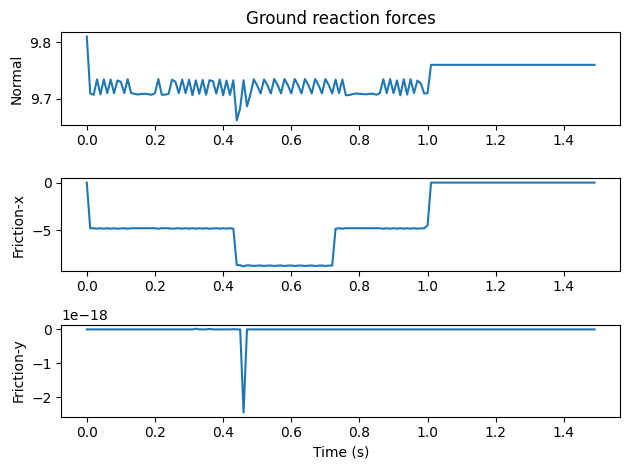 Ground reaction forces
Normal
9.8
9.7
0.0 0.2 0.4 0.6 0.8 1.0 1.2 1.4
Friction-x
0
−5
0.0 0.2 0.4 0.6 0.8 1.0 1.2 1.4
1e−18
Friction-y
0
−1
−2
0.0 0.2 0.4 0.6 0.8 1.0 1.2 1.4
Time (s)